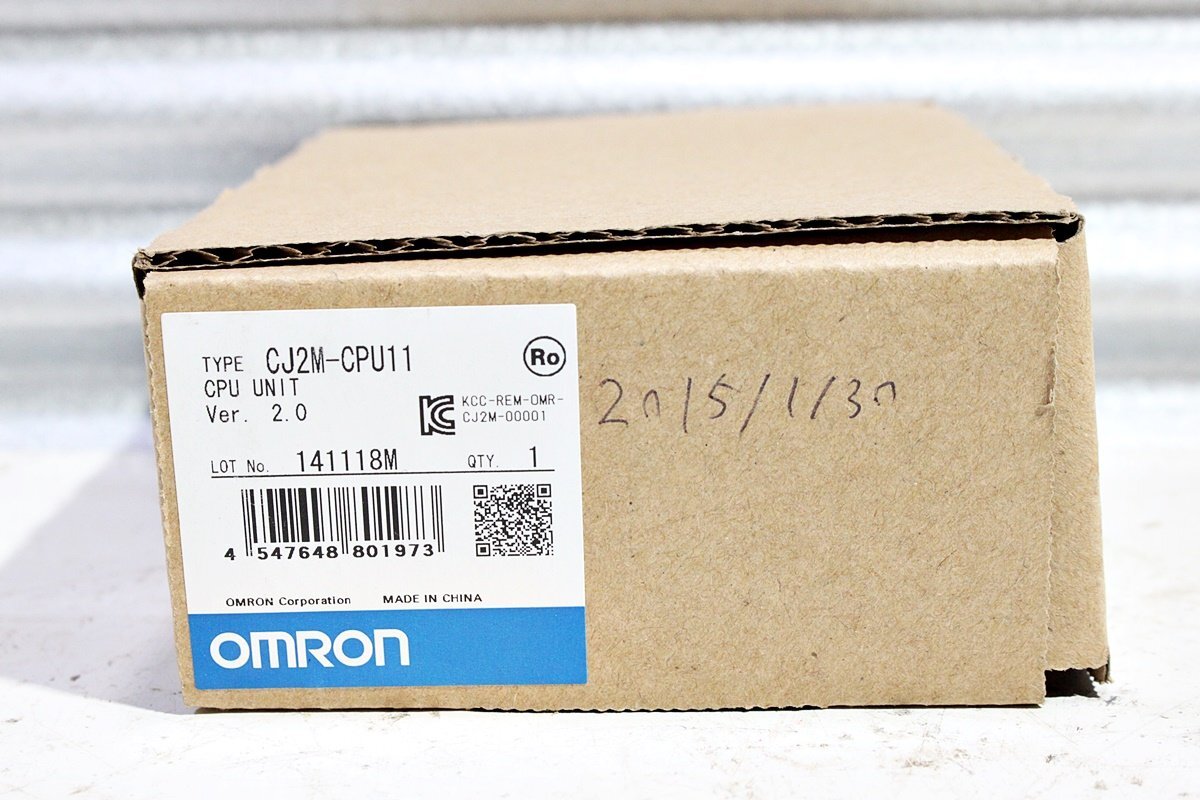 TYPE CJ2M-CPU11
CPU UNIT
Ver. 2.0
Ro
KCC-REM-OMR-
CJ2M-00001
LOT No. 141118M QTY. 1
4 547648 801973
OMRON Corporation MADE IN CHINA
OMRON
2015/1/30